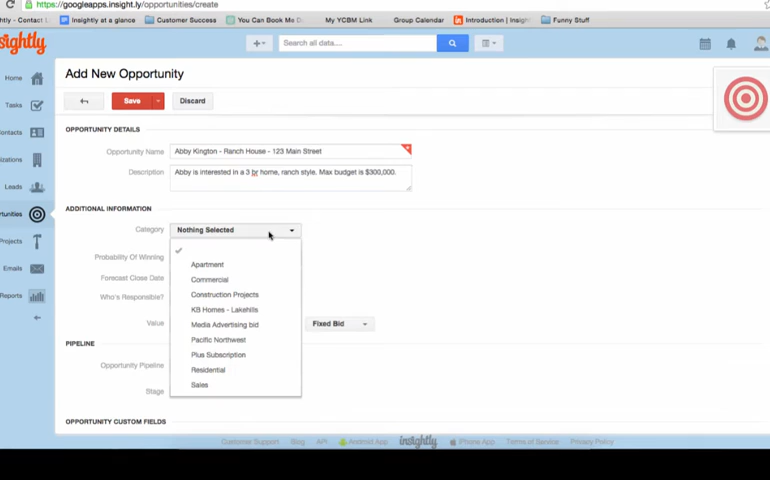 https://googleapps.insight.ly/opportunities/create
htly - Contact L
Insightly at a glance
Customer Success
You Can Book Me D
My YCBM Link
Group Calendar
Introduction | Insigh
Funny Stuff
sightly
Search all data....
Home
Tasks
ontacts
izations
Leads
rtunities
Projects
Emails
Reports
Add New Opportunity
Save
Discard
OPPORTUNITY DETAILS
Opportunity Name
Abby Kington - Ranch House - 123 Main Street
Description
Abby is interested in a 3 br home, ranch style. Max budget is $300,000.
ADDITIONAL INFORMATION
Category
Nothing Selected
Apartment
Commercial
Construction Projects
KB Homes - Lakehills
Media Advertising bid
Pacific Northwest
Plus Subscription
Residential
Sales
Probability Of Winning
Forecast Close Date
Who's Responsible?
Value
Fixed Bid
PIPELINE
Opportunity Pipeline
Stage
OPPORTUNITY CUSTOM FIELDS
Customer Support
Blog
API
Android App
insightly
iPhone App
Terms of Service
Privacy Policy